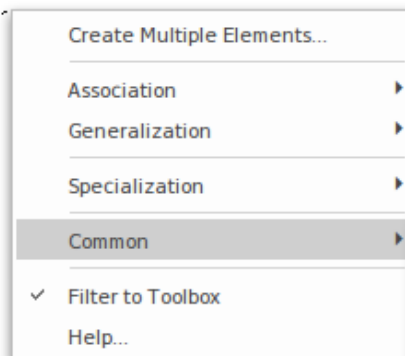 Create Multiple Elements...
Association
Generalization
Specialization
Common
Filter to Toolbox
Help...